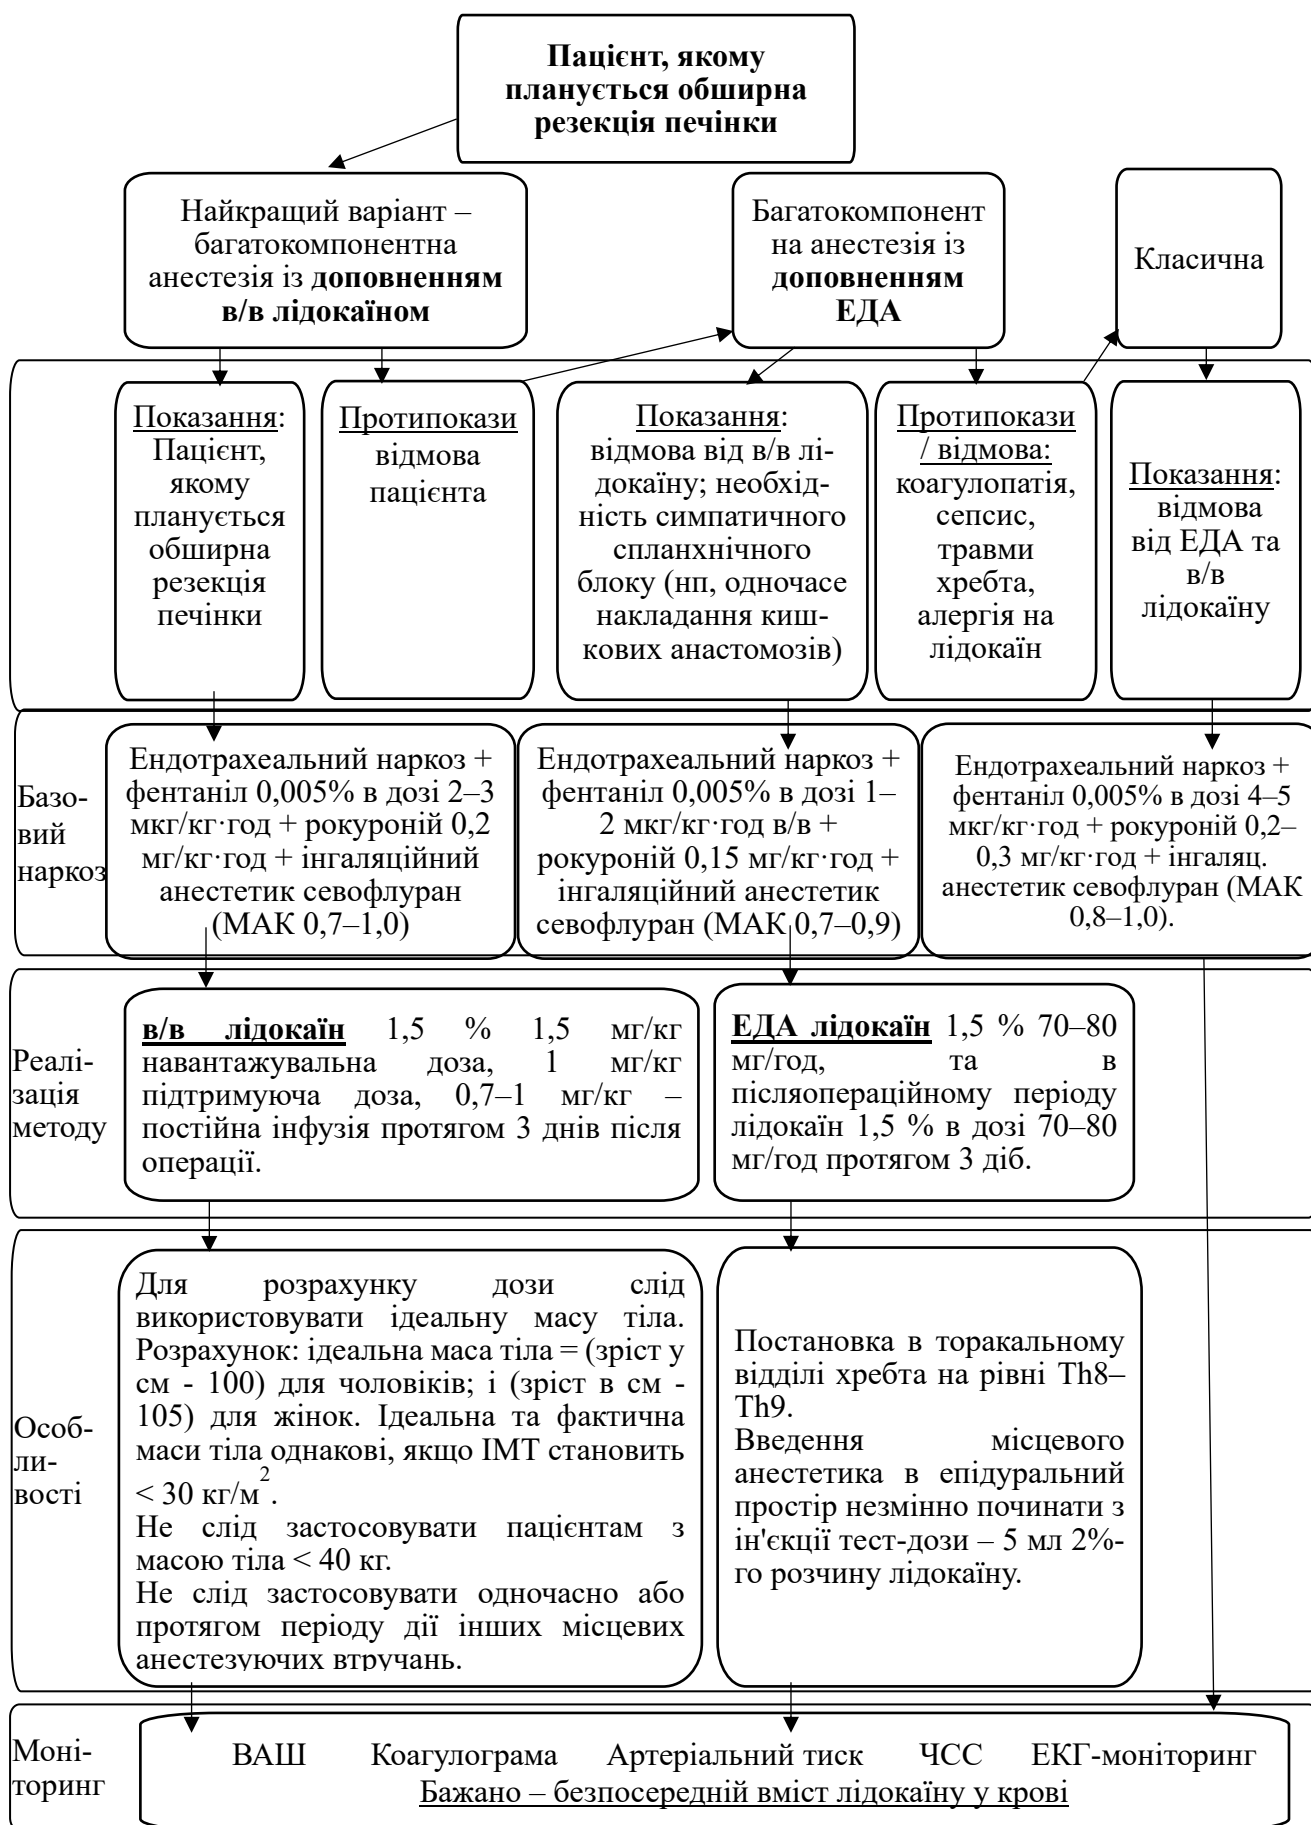 Пацієнт, якому
планується обширна
резекція печінки
Найкращий варіант –
багатокомпонентна
анестезія із доповненням
в/в лідокаїном
Багатокомпонент
на анестезія із
доповненням
ЕДА
Класична
Показання:
Пацієнт,
якому
планується
обширна
резекція
печінки
Протипокази
відмова
пацієнта
Показання:
відмова від в/в лі-
докаїну; необхід-
ність симпатичного
спланхнічного
блоку (нп, одночасе
накладання киш-
кових анастомозів)
Протипокази
/ відмова:
коагулопатія,
сепсис,
травми
хребта,
алергія на
лідокаїн
Показання:
відмова
від ЕДА та
в/в
лідокаїну
Базо-
вий
наркоз
Ендотрахеальний наркоз +
фентаніл 0,005% в дозі 2–3
мкг/кг·год + рокуроній 0,2
мг/кг·год + інгаляційний
анестетик севофлуран
(МАК 0,7–1,0)
Ендотрахеальний наркоз +
фентаніл 0,005% в дозі 1–
2 мкг/кг·год в/в +
рокуроній 0,15 мг/кг·год +
інгаляційний анестетик
севофлуран (МАК 0,7–0,9)
Ендотрахеальний наркоз +
фентаніл 0,005% в дозі 4–5
мкг/кг·год + рокуроній 0,2–
0,3 мг/кг·год + інгаляц.
анестетик севофлуран (МАК
0,8–1,0).
Реалі-
зація
методу
в/в лідокаїн 1,5 % 1,5 мг/кг
навантажувальна доза, 1 мг/кг
підтримуюча доза, 0,7–1 мг/кг –
постійна інфузія протягом 3 днів після
операції.
ЕДА лідокаїн 1,5 % 70–80
мг/год, та в
післяопераційному періоду
лідокаїн 1,5 % в дозі 70–80
мг/год протягом 3 діб.
Особ-
ли-
вості
Для розрахунку дози слід
використовувати ідеальну масу тіла.
Розрахунок: ідеальна маса тіла = (зріст у
см - 100) для чоловіків; і (зріст в см -
105) для жінок. Ідеальна та фактична
маси тіла однакові, якщо ІМТ становить
< 30 кг/м².
Не слід застосовувати пацієнтам з
масою тіла < 40 кг.
Не слід застосовувати одночасно або
протягом періоду дії інших місцевих
анестезуючих втручань.
Постановка в торакальному
відділі хребта на рівні Th8–
Th9.
Введення місцевого
анестетика в епідуральний
простір незмінно починати з
ін'єкції тест-дози – 5 мл 2%-
го розчину лідокаїну.
Моні-
торинг
ВАШ Коагулограма Артеріальний тиск ЧСС ЕКГ-моніторинг
Бажано – безпосередній вміст лідокаїну у крові